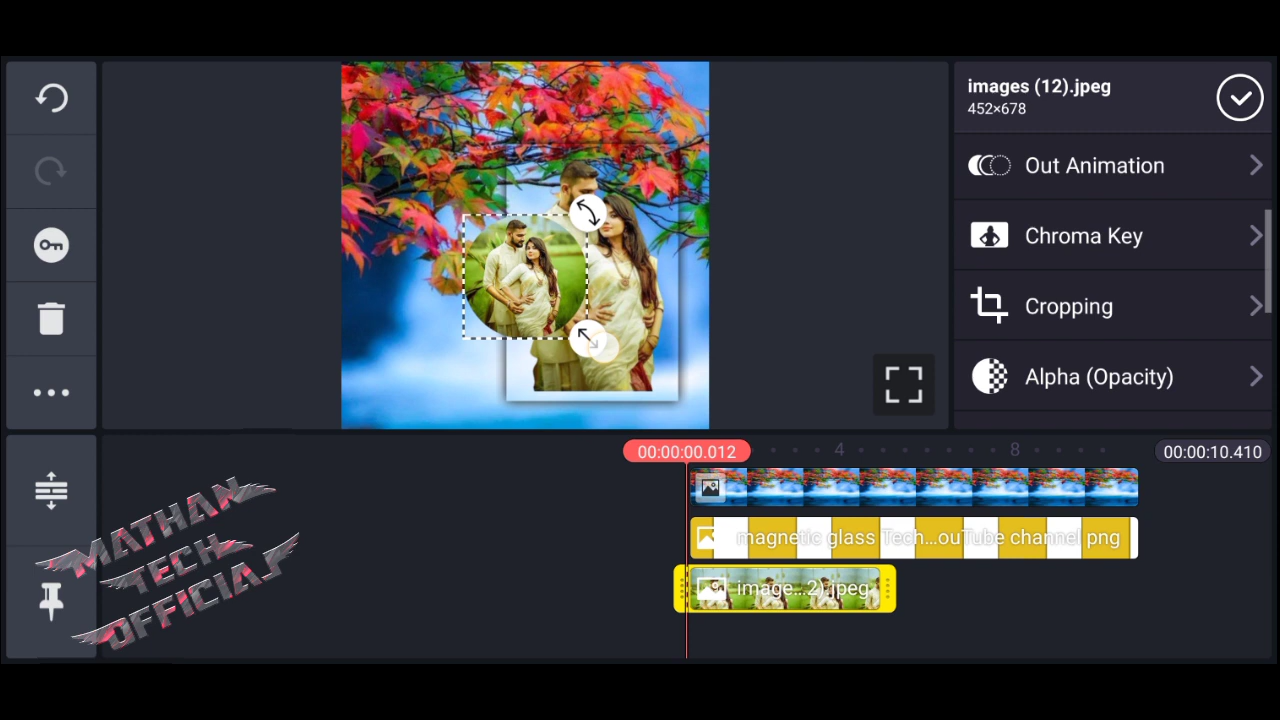 images (12).jpeg
452×678
Out Animation
Chroma Key
Cropping
Alpha (Opacity)
00:00:00.012
4
8
00:00:10.410
magnetic glass Tech...ouTube channel png
image...2).jpeg
MATHAN
TECH
OFFICIAL